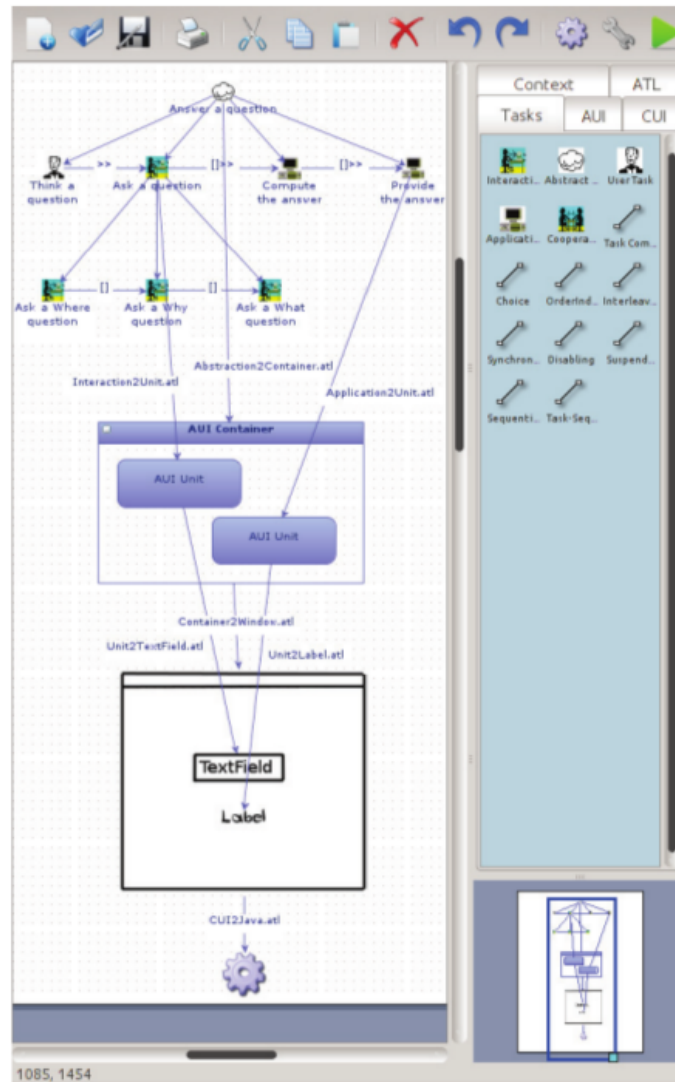 Context ATL
Tasks AUI CUI
Answer a question
Think a
question
>>
Ask a question
[]>>
Compute
the answer
[]>>
Provide
the answer
Ask a Where
question
[]
Ask a Why
question
[]
Ask a What
question
Interaction2Unit.atl
Abstraction2Container.atl
Application2Unit.atl
AUI Container
AUI Unit
AUI Unit
Container2Window.atl
Unit2TextField.atl
Unit2Label.atl
TextField
Label
CUI2Java.atl
Interacti.. Abstract .. UserTask
Applicati.. Coopera... Task Com..
Choice OrderInd.. Interleav..
Synchron.. Disabling Suspend..
Sequenti.. Task-Seq..
1085, 1454